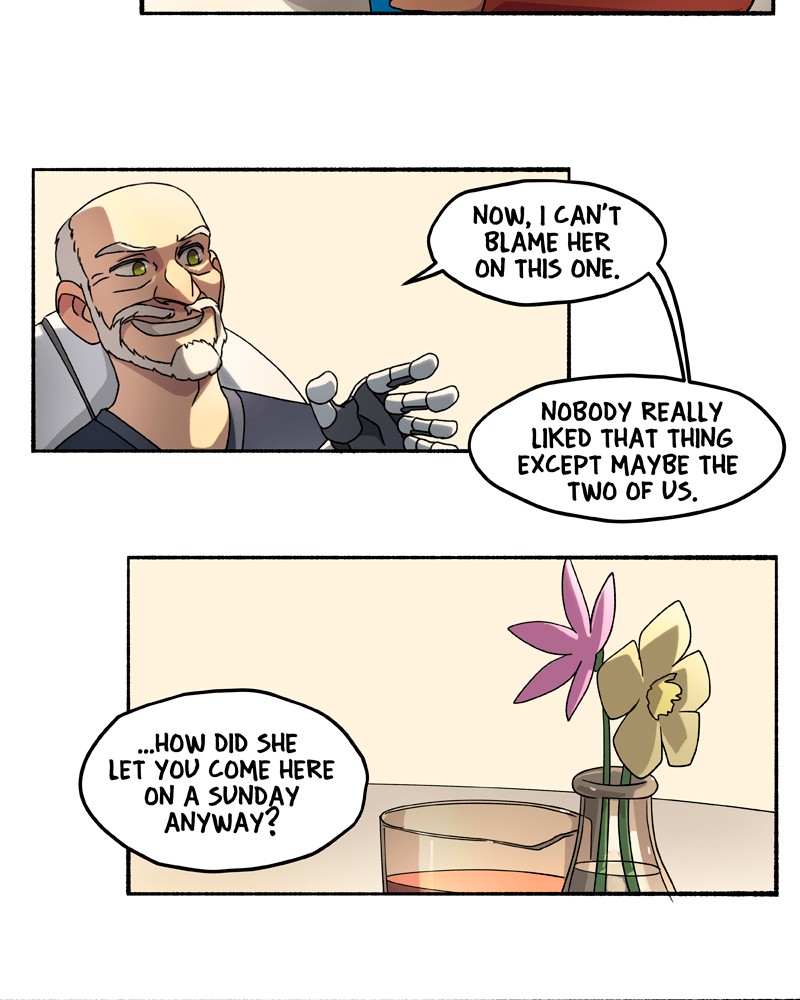 NOW, I CAN'T
BLAME HER
ON THIS ONE.
NOBODY REALLY
LIKED THAT THING
EXCEPT MAYBE THE
TWO OF US.
...HOW DID SHE
LET YOU COME HERE
ON A SUNDAY
ANYWAY?